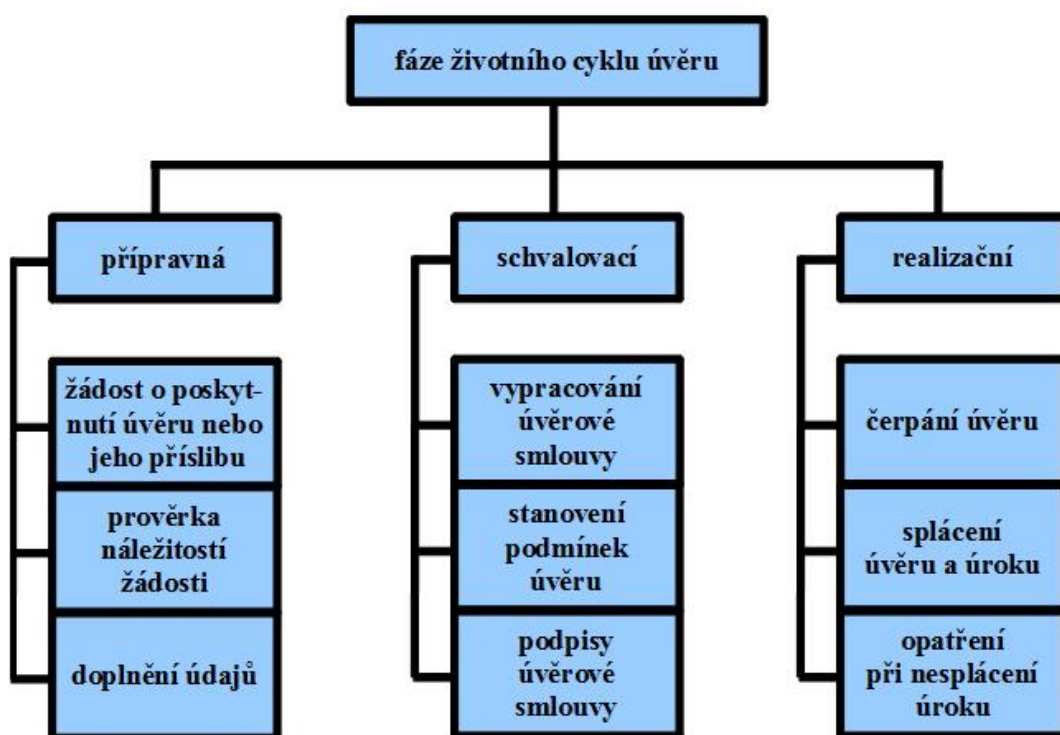 fáze životního cyklu úvěru
přípravná
schvalovací
realizační
žádost o poskyt-
nutí úvěru nebo
jeho příslibu
prověrka
náležitostí
žádosti
doplnění údajů
vypracování
úvěrové
smlouvy
stanovení
podmínek
úvěru
podpisy
úvěrové
smlouvy
čerpání úvěru
splácení
úvěru a úroku
opatření
při nesplácení
úroku